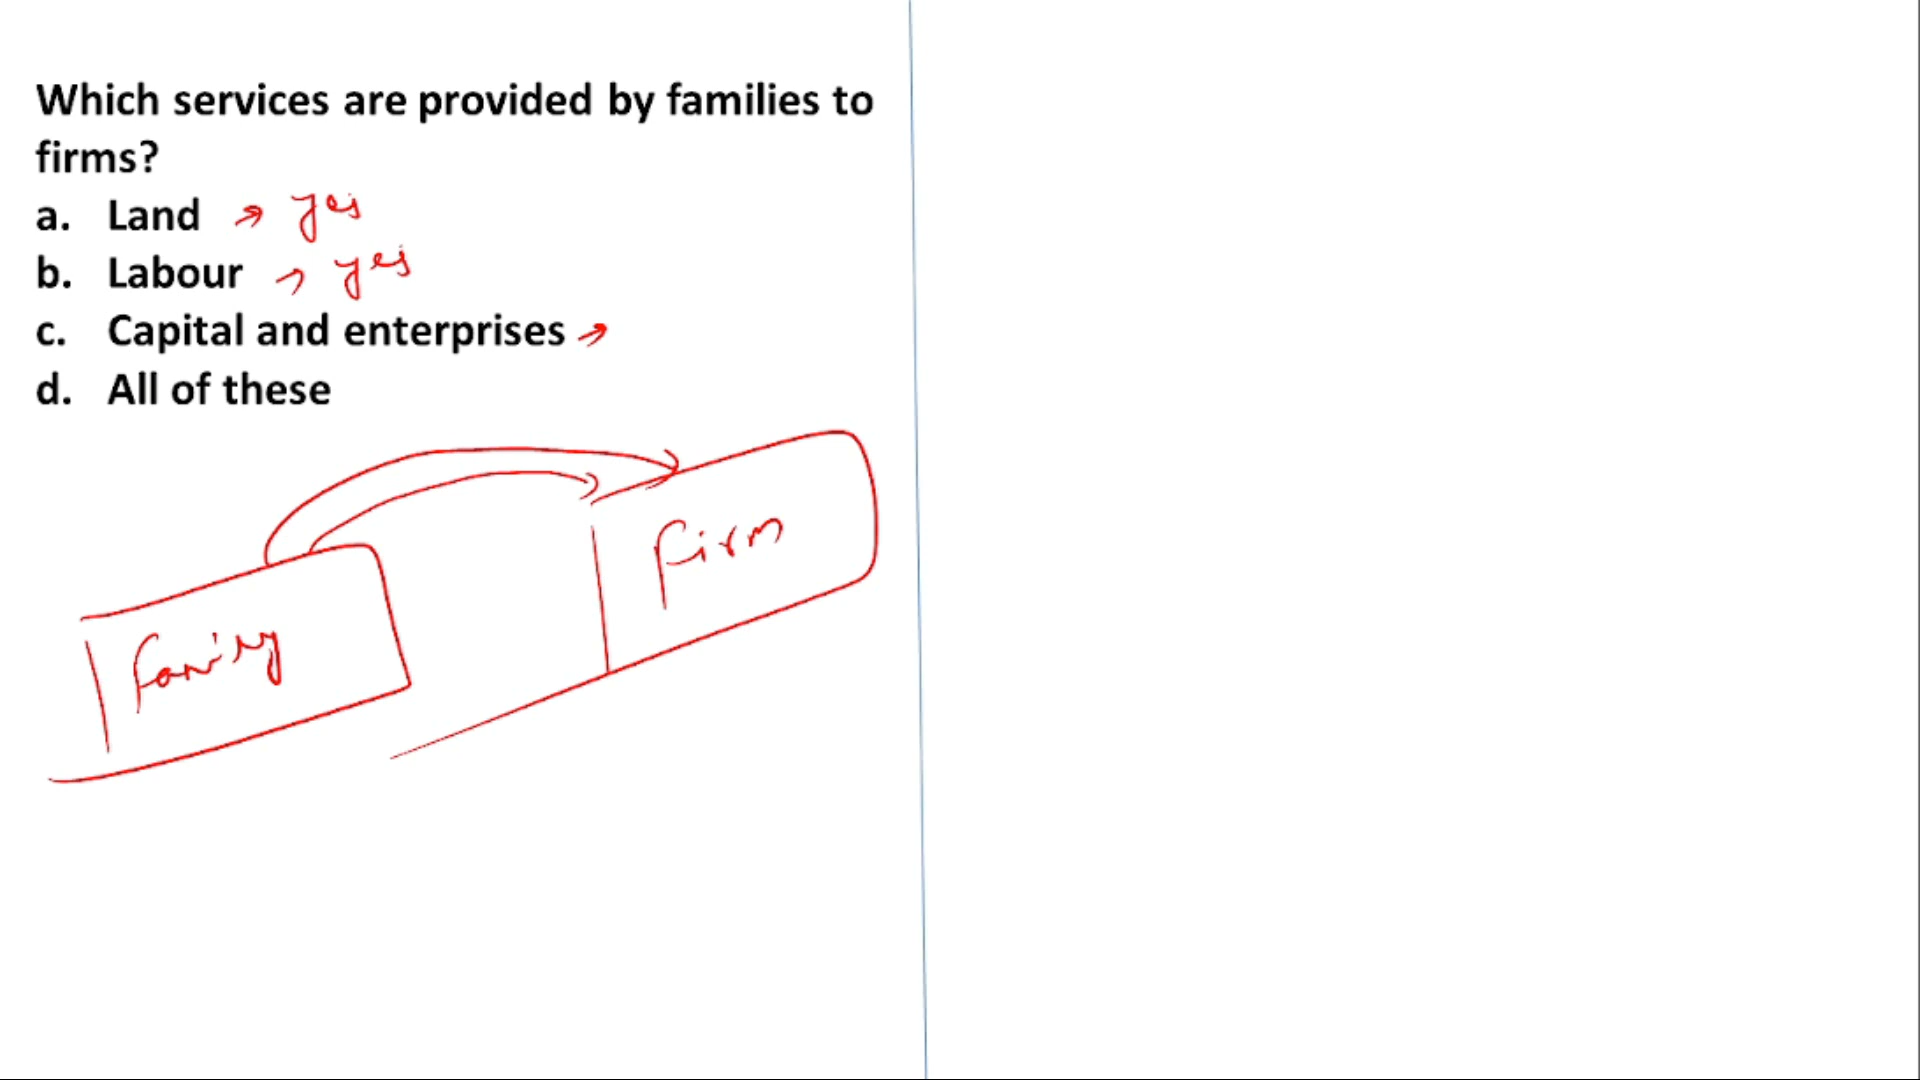 Which services are provided by families to
firms?
a. Land → yes
b. Labour → yes
c. Capital and enterprises →
d. All of these
Firm
Family